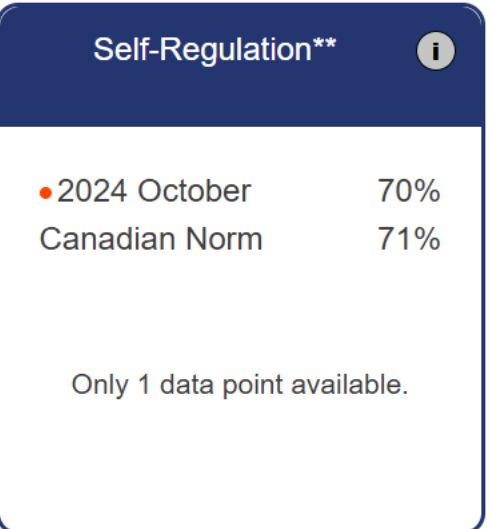 Self-Regulation**
i
• 2024 October 70%
Canadian Norm 71%
Only 1 data point available.